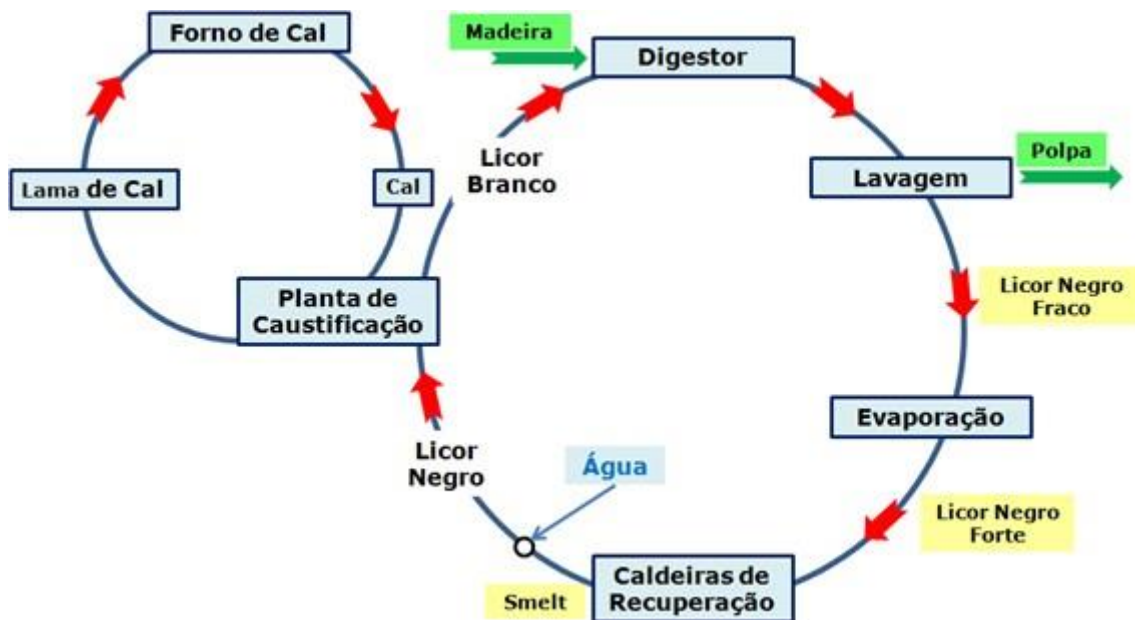 Forno de Cal
Madeira
Digestor
Lama de Cal
Cal
Licor
Branco
Polpa
Lavagem
Planta de
Caustificação
Licor Negro
Fraco
Evaporação
Licor
Negro
Água
Licor Negro
Forte
Smelt
Caldeiras de
Recuperação